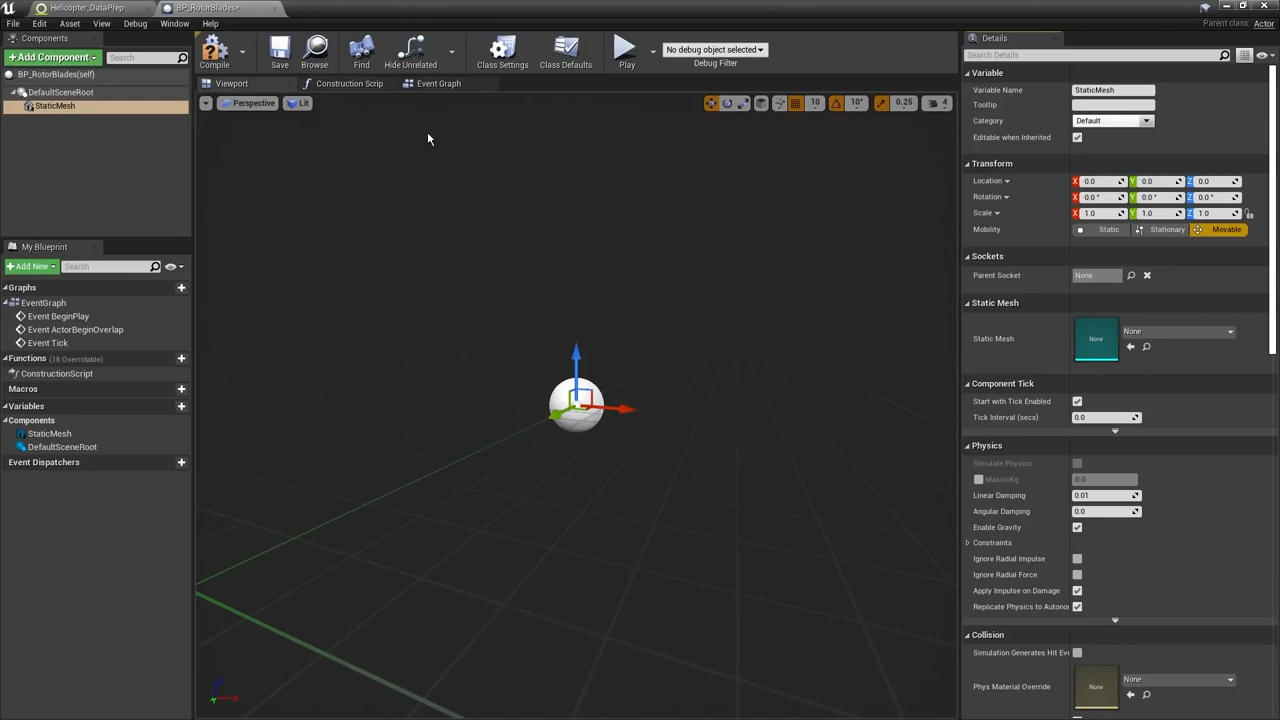 Helicopter_DataPrep
BP_RotorBlades*
File Edit Asset View Debug Window Help
Parent class: Actor
Components
+Add Component
Search
BP_RotorBlades(self)
DefaultSceneRoot
StaticMesh
Compile
Save
Browse
Find
Hide Unrelated
Class Settings
Class Defaults
Play
No debug object selected
Debug Filter
Viewport
Construction Scrip
Event Graph
Perspective
Lit
10
10°
0.25
4
My Blueprint
+Add New
Search
Graphs
EventGraph
Event BeginPlay
Event ActorBeginOverlap
Event Tick
Functions (18 Overridable)
ConstructionScript
Macros
Variables
Components
StaticMesh
DefaultSceneRoot
Event Dispatchers
Details
Search Details
Variable
Variable Name StaticMesh
Tooltip
Category Default
Editable when Inherited
Transform
Location X 0.0 Y 0.0 Z 0.0
Rotation X 0.0° Y 0.0° Z 0.0°
Scale X 1.0 Y 1.0 Z 1.0
Mobility Static Stationary Movable
Sockets
Parent Socket None
Static Mesh
Static Mesh None None
Component Tick
Start with Tick Enabled
Tick Interval (secs) 0.0
Physics
Simulate Physics
MassInKg 0.0
Linear Damping 0.01
Angular Damping 0.0
Enable Gravity
Constraints
Ignore Radial Impulse
Ignore Radial Force
Apply Impulse on Damage
Replicate Physics to Autonor
Collision
Simulation Generates Hit Eve
Phys Material Override None None